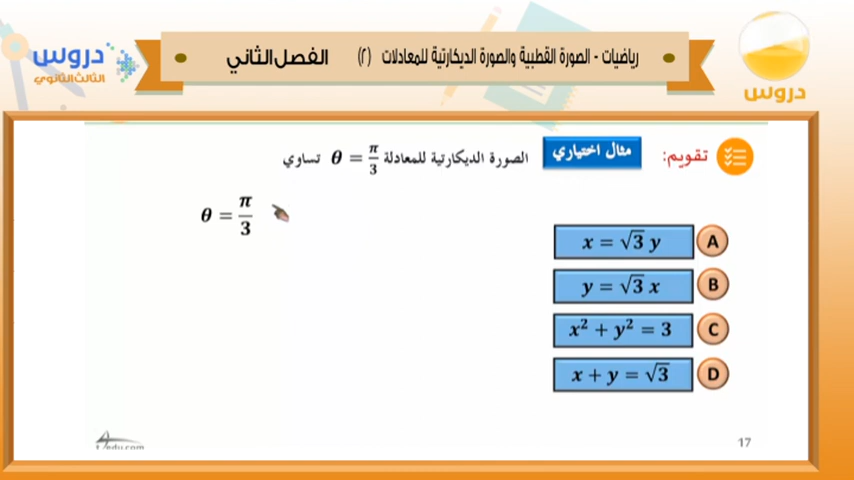 رياضيات - الصورة القطبية والصورة الديكارتية للمعادلات (٢) الفصل الثاني
دروس
الثالث الثانوي
دروس
تقويم:
مثال اختياري
الصورة الديكارتية للمعادلة θ = π/3 تساوي
θ = π/3
x = √3 y A
y = √3 x B
x² + y² = 3 C
x + y = √3 D
17